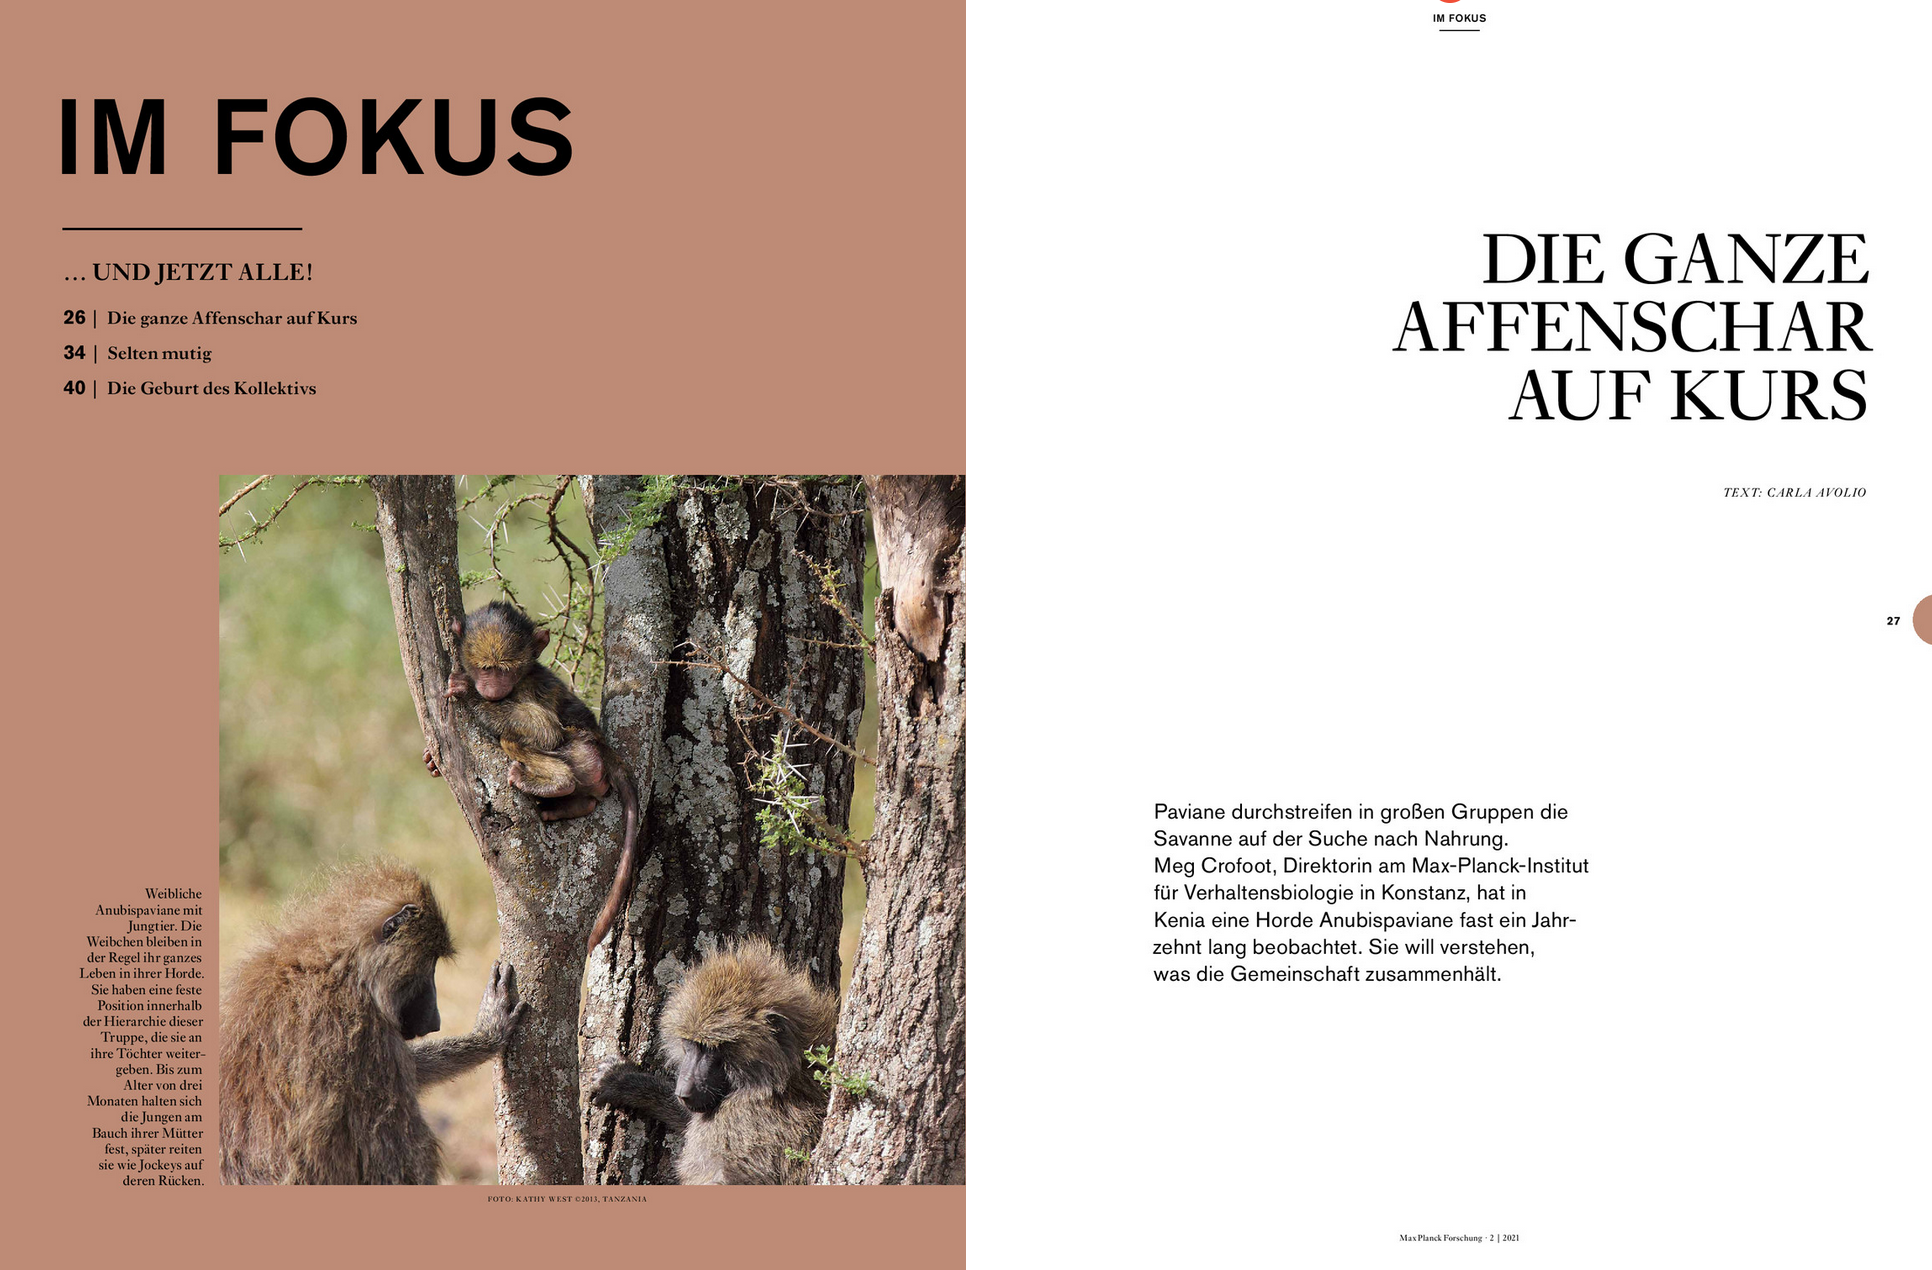 IM FOKUS
… UND JETZT ALLE!
26 | Die ganze Affenschar auf Kurs
34 | Selten mutig
40 | Die Geburt des Kollektivs
Weibliche
Anubispaviane mit
Jungtier. Die
Weibchen bleiben in
der Regel ihr ganzes
Leben in ihrer Horde.
Sie haben eine feste
Position innerhalb
der Hierarchie dieser
Truppe, die sie an
ihre Töchter weiter-
geben. Bis zum
Alter von drei
Monaten halten sich
die Jungen am
Bauch ihrer Mütter
fest, später reiten
sie wie Jockeys auf
deren Rücken.
FOTO: KATHY WEST ©2013, TANZANIA
IM FOKUS
DIE GANZE
AFFENSCHAR
AUF KURS
TEXT: CARLA AVOLIO
27
Paviane durchstreifen in großen Gruppen die
Savanne auf der Suche nach Nahrung.
Meg Crofoot, Direktorin am Max-Planck-Institut
für Verhaltensbiologie in Konstanz, hat in
Kenia eine Horde Anubispaviane fast ein Jahr-
zehnt lang beobachtet. Sie will verstehen,
was die Gemeinschaft zusammenhält.
Max Planck Forschung · 2 | 2021